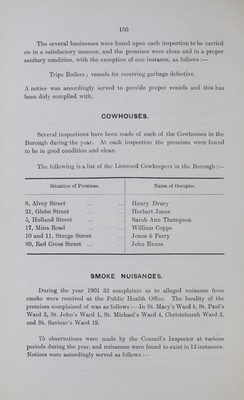 150
The several businesses were found upon each inspection to be carried
on in a satisfactory manner, and the premises were clean and in a proper
sanitary condition, with the exception of one instance, as follows :—
Tripe Boilers ; vessels for receiving garbage defective.
A notice was accordingly served to provide proper vessels and this has
been duly complied with.
COWHOUSES.
Several inspections have been made of each of the Cowhouses in the
Borough during the year. At each inspection the premises were found
to be in good condition and clean.
The following is a list of the Licensed Cowkeepers in the Borough :—
Situation of Premises. Name of Occupier.
8, Alvey Street ... ... Henry Drury
21, Globe Street ... ... Herbert Jones
5, Holland Street ... ... Sarah Ann Thompson
17, Mina Road ... ... William Copps
10 and 11, Sturge Street ... Jones & Parry
89, Red Cross Street ... ... John Evans
SMOKE NUISANCES.
During the year 1901 33 complaints as to alleged nuisance from
smoke were received at the Public Health Office. The locality of the
premises complained of was as follows :—In St. Mary's Ward 4, St. Paul's
Ward 2, St. John's Ward 1, St. Michael's Ward 4, Christchurch Ward 3,
and St. Saviour's Ward 19.
75 observations were made by the Council's Inspector at various
periods during the year, and nuisances were found to exist in 12 instances.
Notices were accordingly served as follows :—